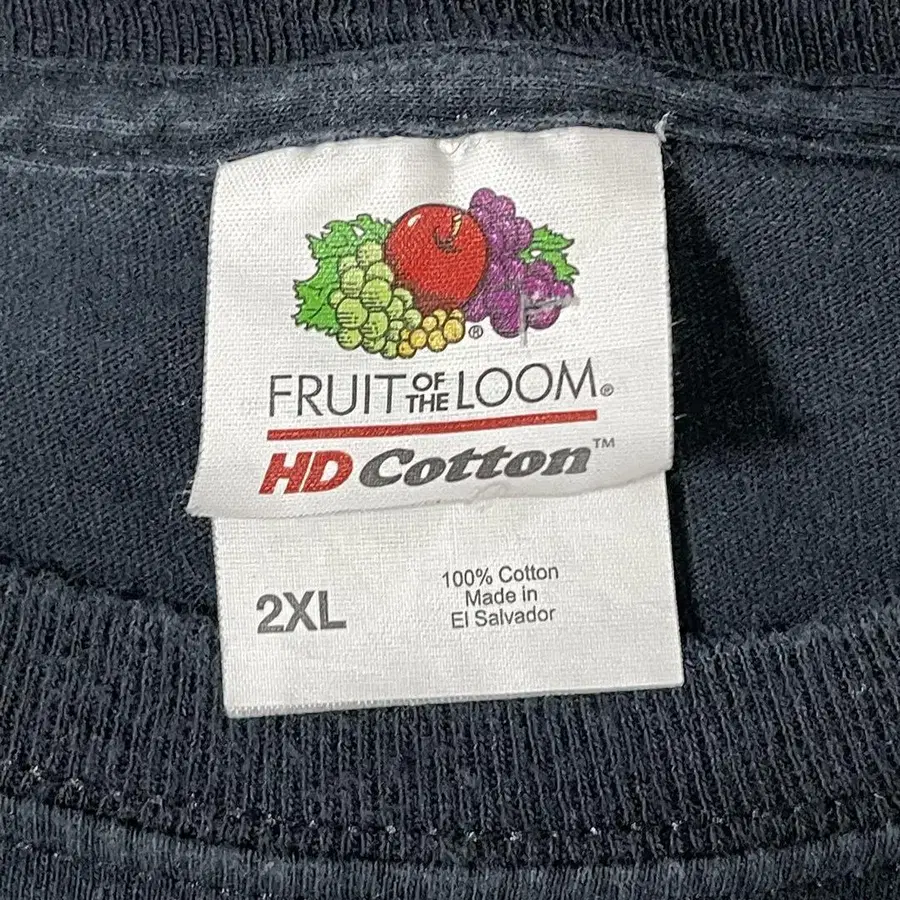 ®
FRUIT OF THE LOOM®
HD Cotton™
2XL
100% Cotton
Made in
El Salvador